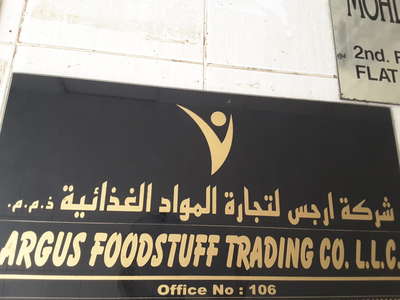 2nd.
FLAT
شركة ارجس لتجارة المواد الغذائية ذ.م.م.
ARGUS FOODSTUFF TRADING CO. L.L.C.
Office No : 106